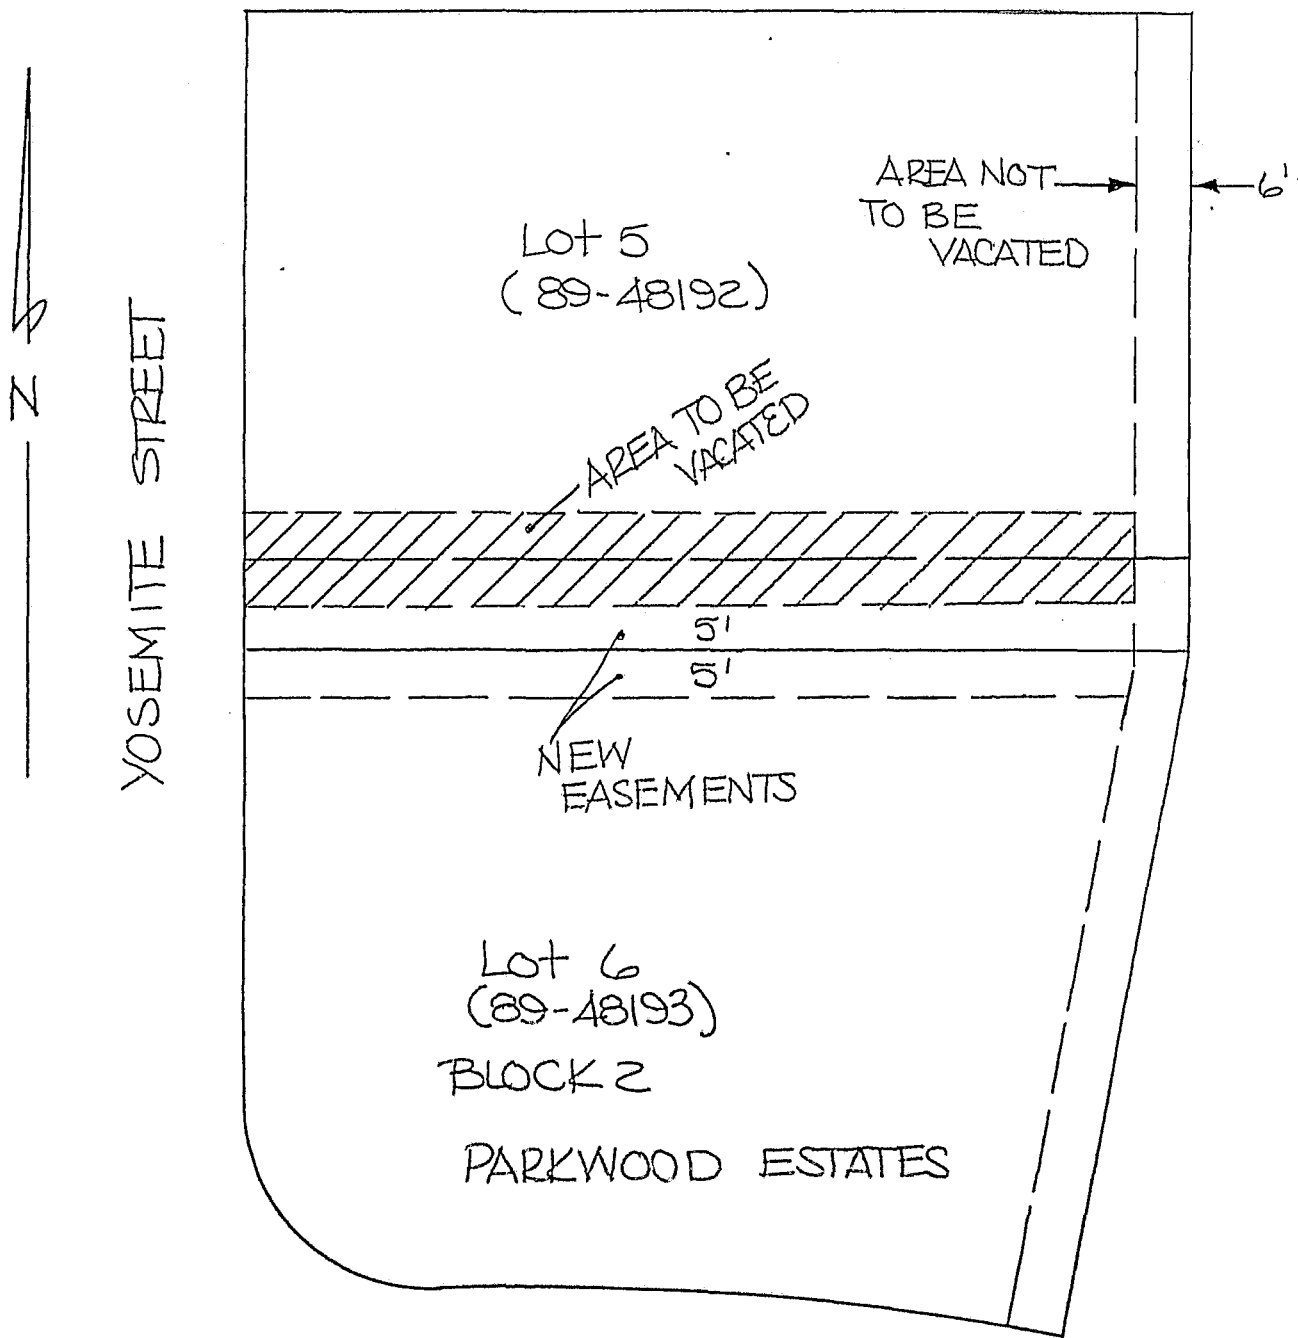 AREA NOT
TO BE
VACATED
6'
Lot 5
(89-48192)
AREA TO BE
VACATED
N
YOSEMITE STREET
5'
5'
NEW
EASEMENTS
Lot 6
(89-48193)
BLOCK 2
PARKWOOD ESTATES